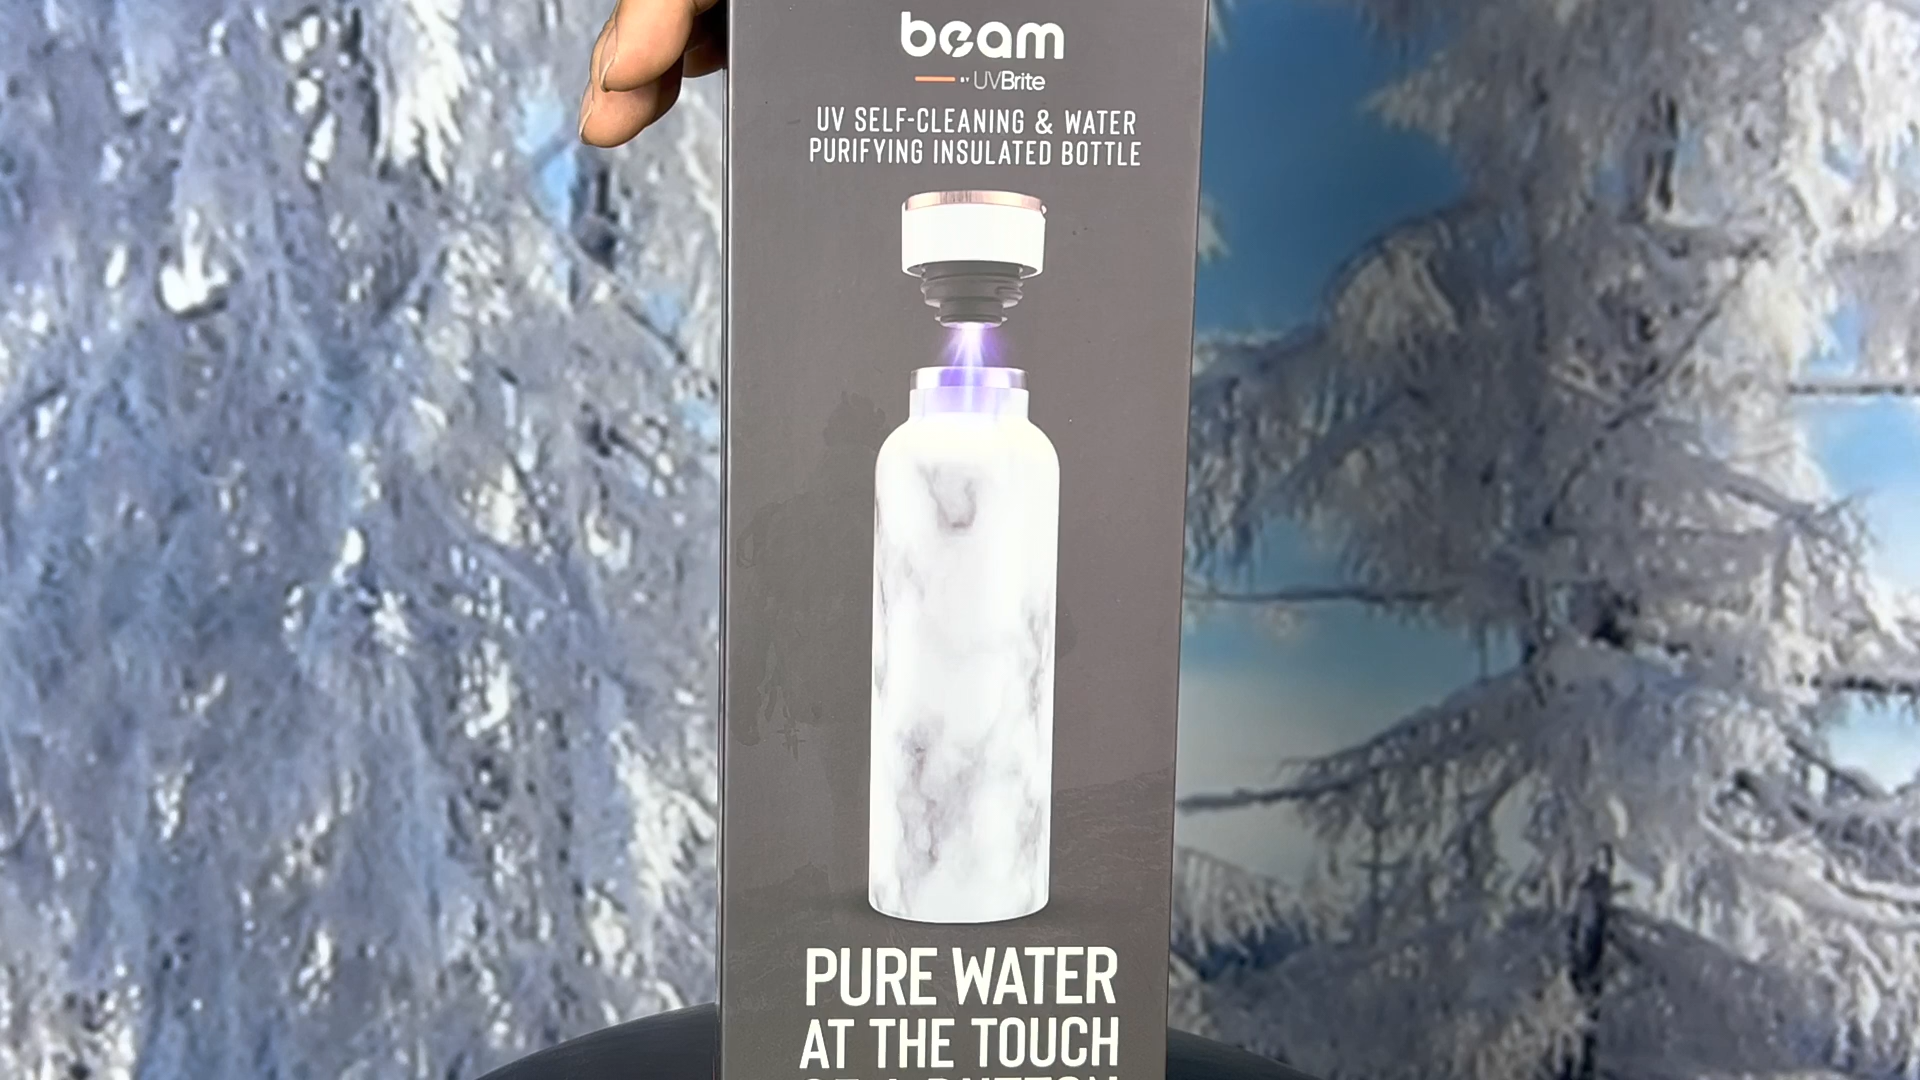 beam
BY UVBrite
UV SELF-CLEANING & WATER
PURIFYING INSULATED BOTTLE
PURE WATER
AT THE TOUCH